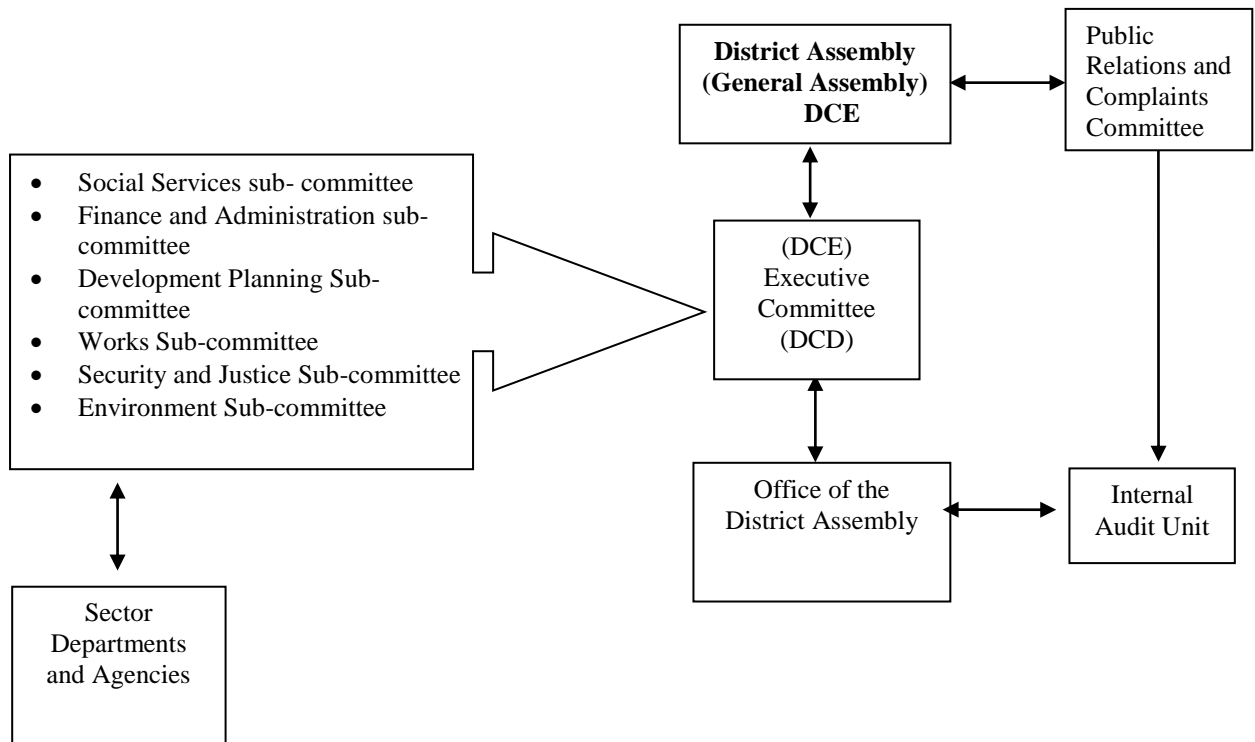 District Assembly
(General Assembly)
DCE
Public
Relations and
Complaints
Committee
• Social Services sub- committee
• Finance and Administration sub-
committee
• Development Planning Sub-
committee
• Works Sub-committee
• Security and Justice Sub-committee
• Environment Sub-committee
(DCE)
Executive
Committee
(DCD)
Office of the
District Assembly
Internal
Audit Unit
Sector
Departments
and Agencies